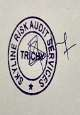 SKYLINE RISK AUDIT SERVICES
TRICHY